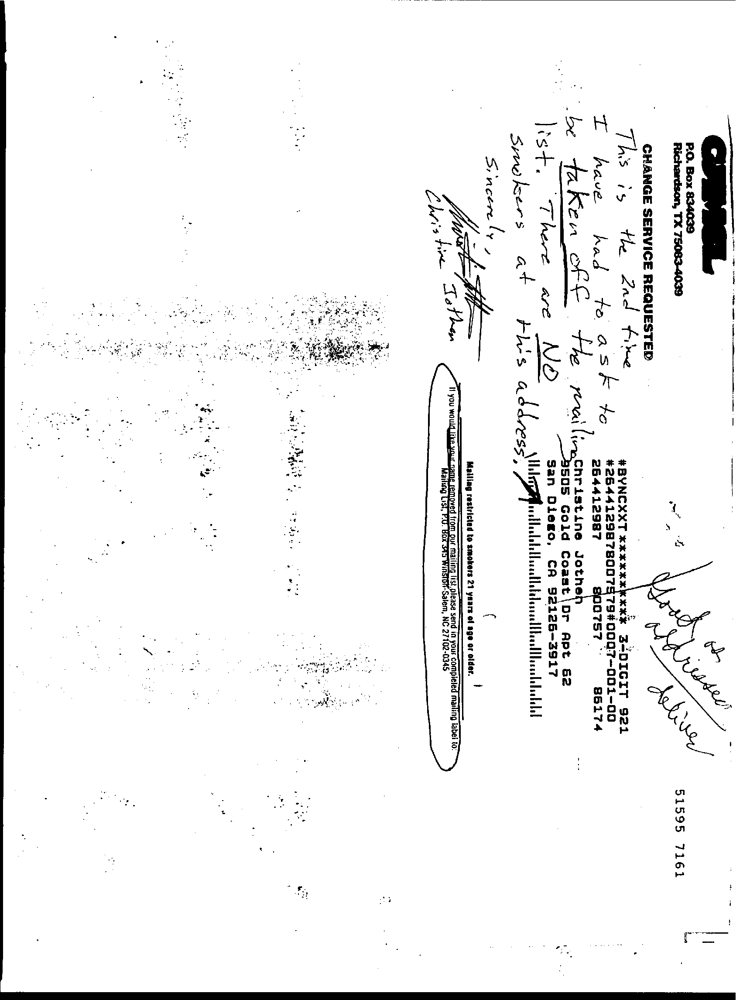 CAMEL
P.O. Box 834039
Richardson, TX 75083-4039
CHANGE SERVICE REQUESTED
This is the 2nd time
I have had to ask to
be taken off the mailing
list. There are NO
smokers at this address.
Sincerely,
Christine Jothen
Good as
addressed
deliver
#BYNCXXT ********** 3-DIGIT 921
#2644129878007579#0007-001-00
264412987 800757 86174
Christine Jothen
9505 Gold Coast Dr Apt 62
San Diego, CA 92126-3917
Mailing restricted to smokers 21 years of age or older.
If you would like your name removed from our mailing list, please send in your completed mailing label to:
Mailing List, P.O. Box 345 Winston-Salem, NC 27102-0345
51595 7161